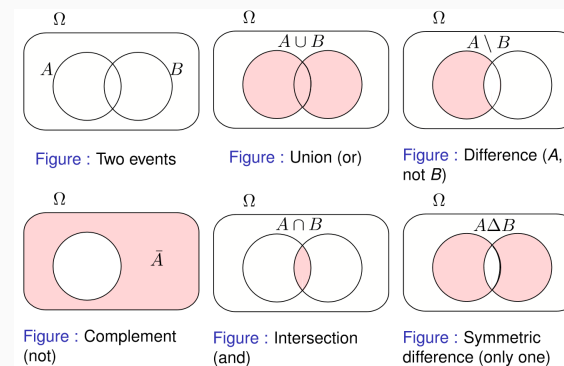 Ω
A
B
Figure : Two events
Ω
A ∪ B
Figure : Union (or)
Ω
A \ B
Figure : Difference (A,
not B)
Ω
Ā
Figure : Complement
(not)
Ω
A ∩ B
Figure : Intersection
(and)
Ω
AΔB
Figure : Symmetric
difference (only one)